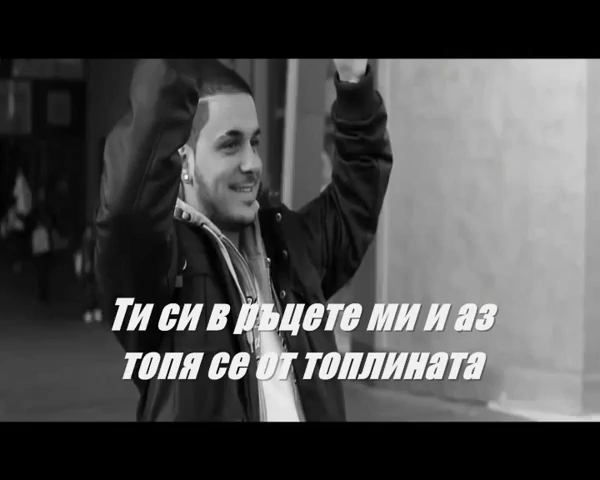 Ти си в ръцете ми и аз
топя се от топлината